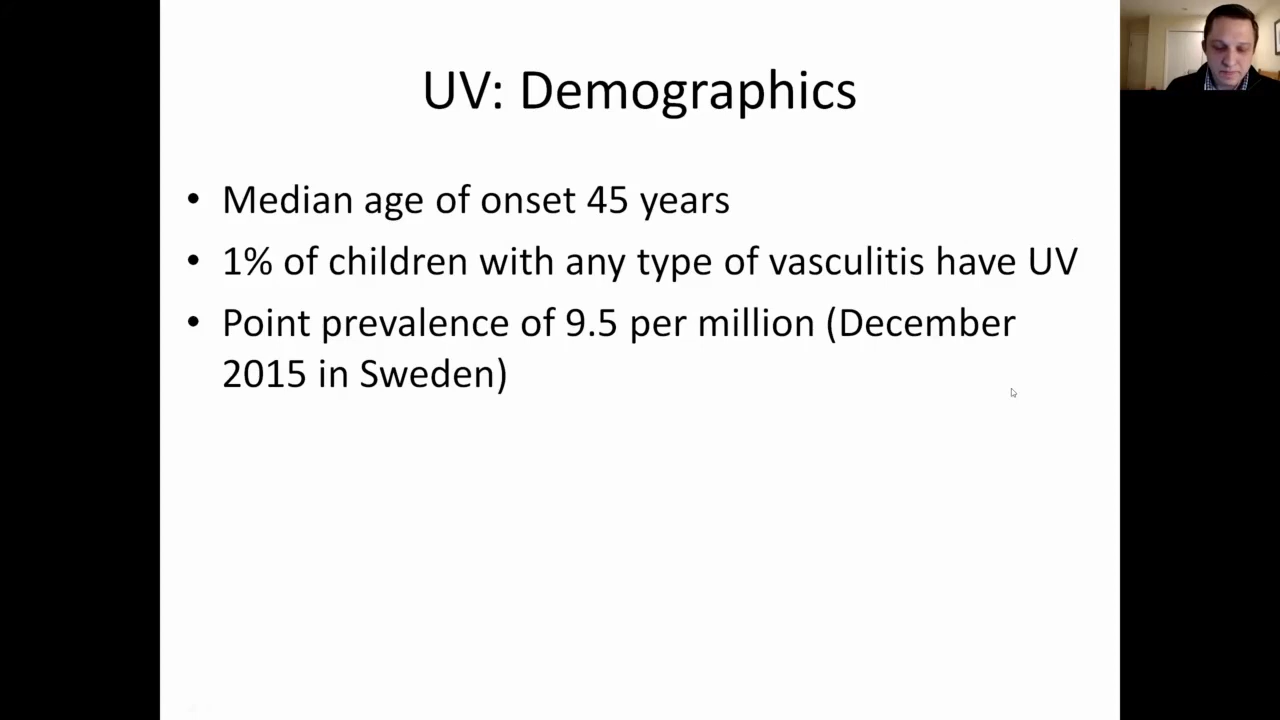 UV: Demographics
• Median age of onset 45 years
• 1% of children with any type of vasculitis have UV
• Point prevalence of 9.5 per million (December
2015 in Sweden)